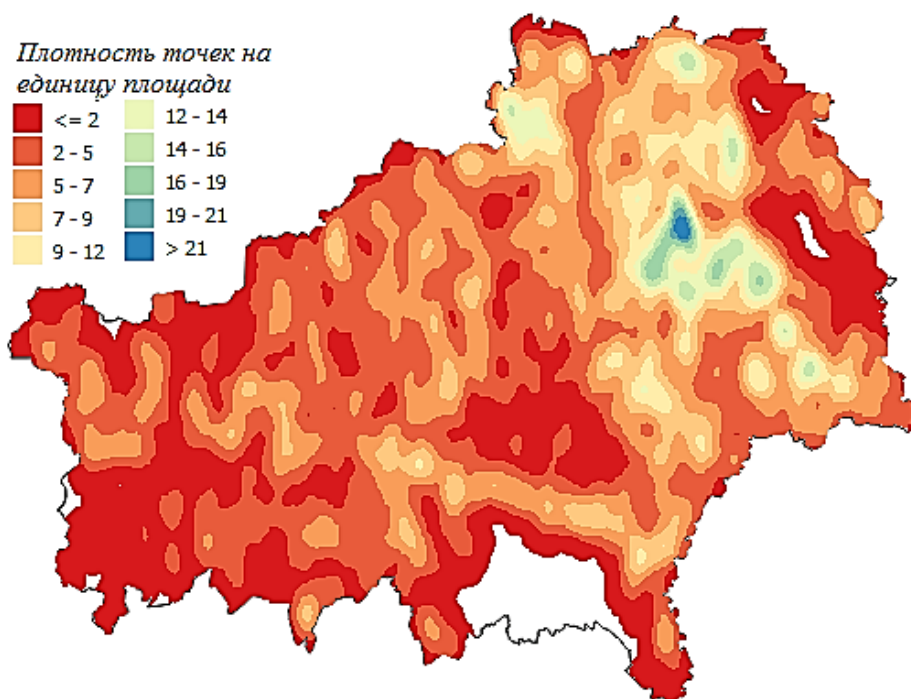 Плотность точек на
единицу площади
<= 2
2 - 5
5 - 7
7 - 9
9 - 12
12 - 14
14 - 16
16 - 19
19 - 21
> 21